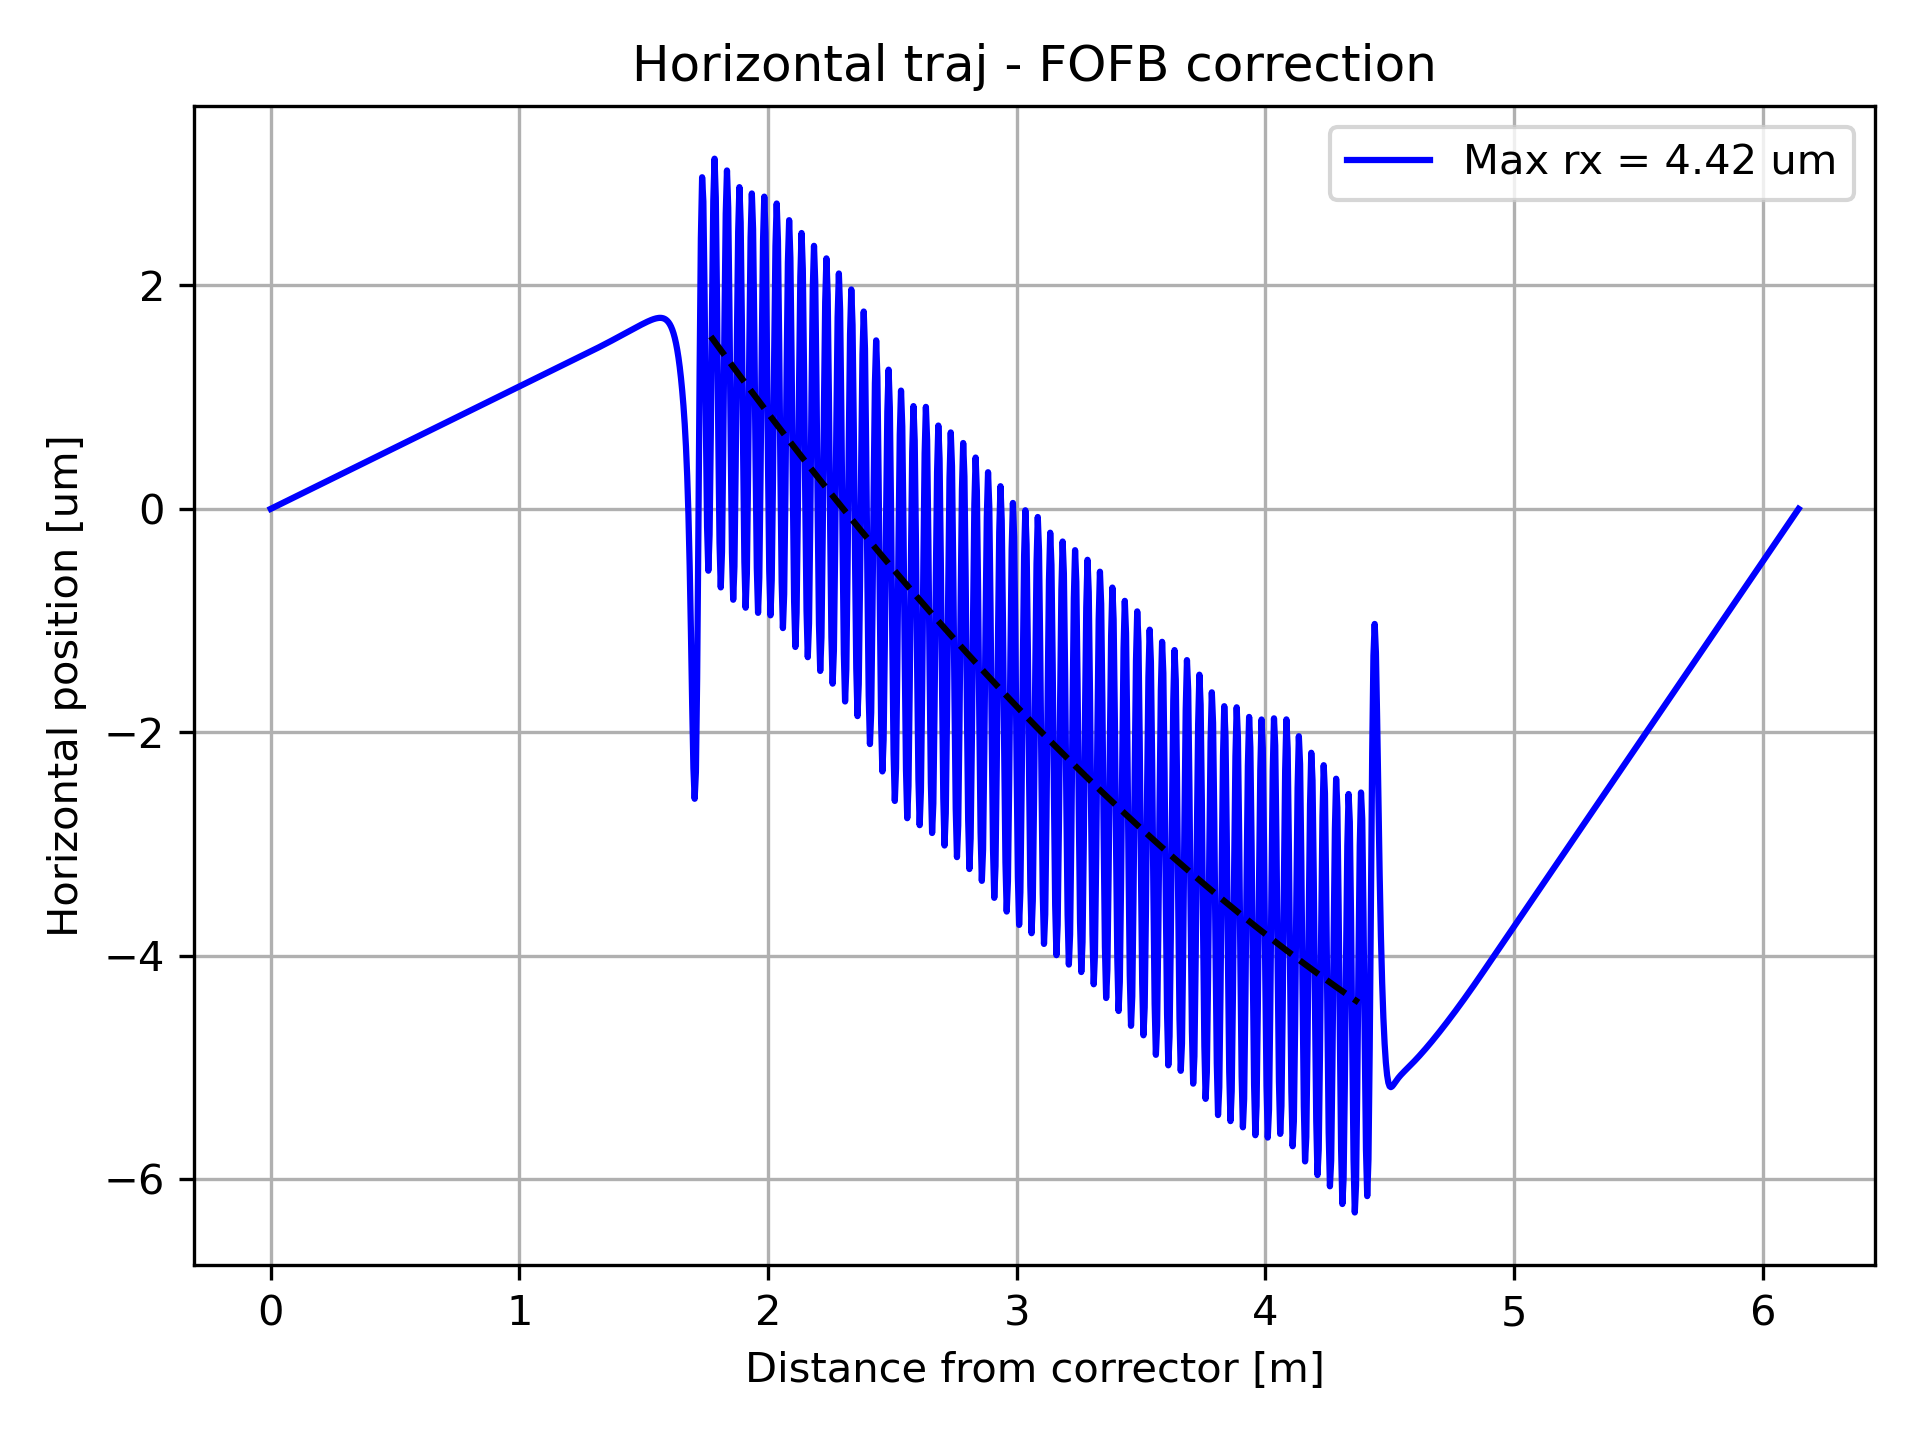 Horizontal traj - FOFB correction
Max rx = 4.42 um
Horizontal position [um]
2
0
−2
−4
−6
0 1 2 3 4 5 6
Distance from corrector [m]